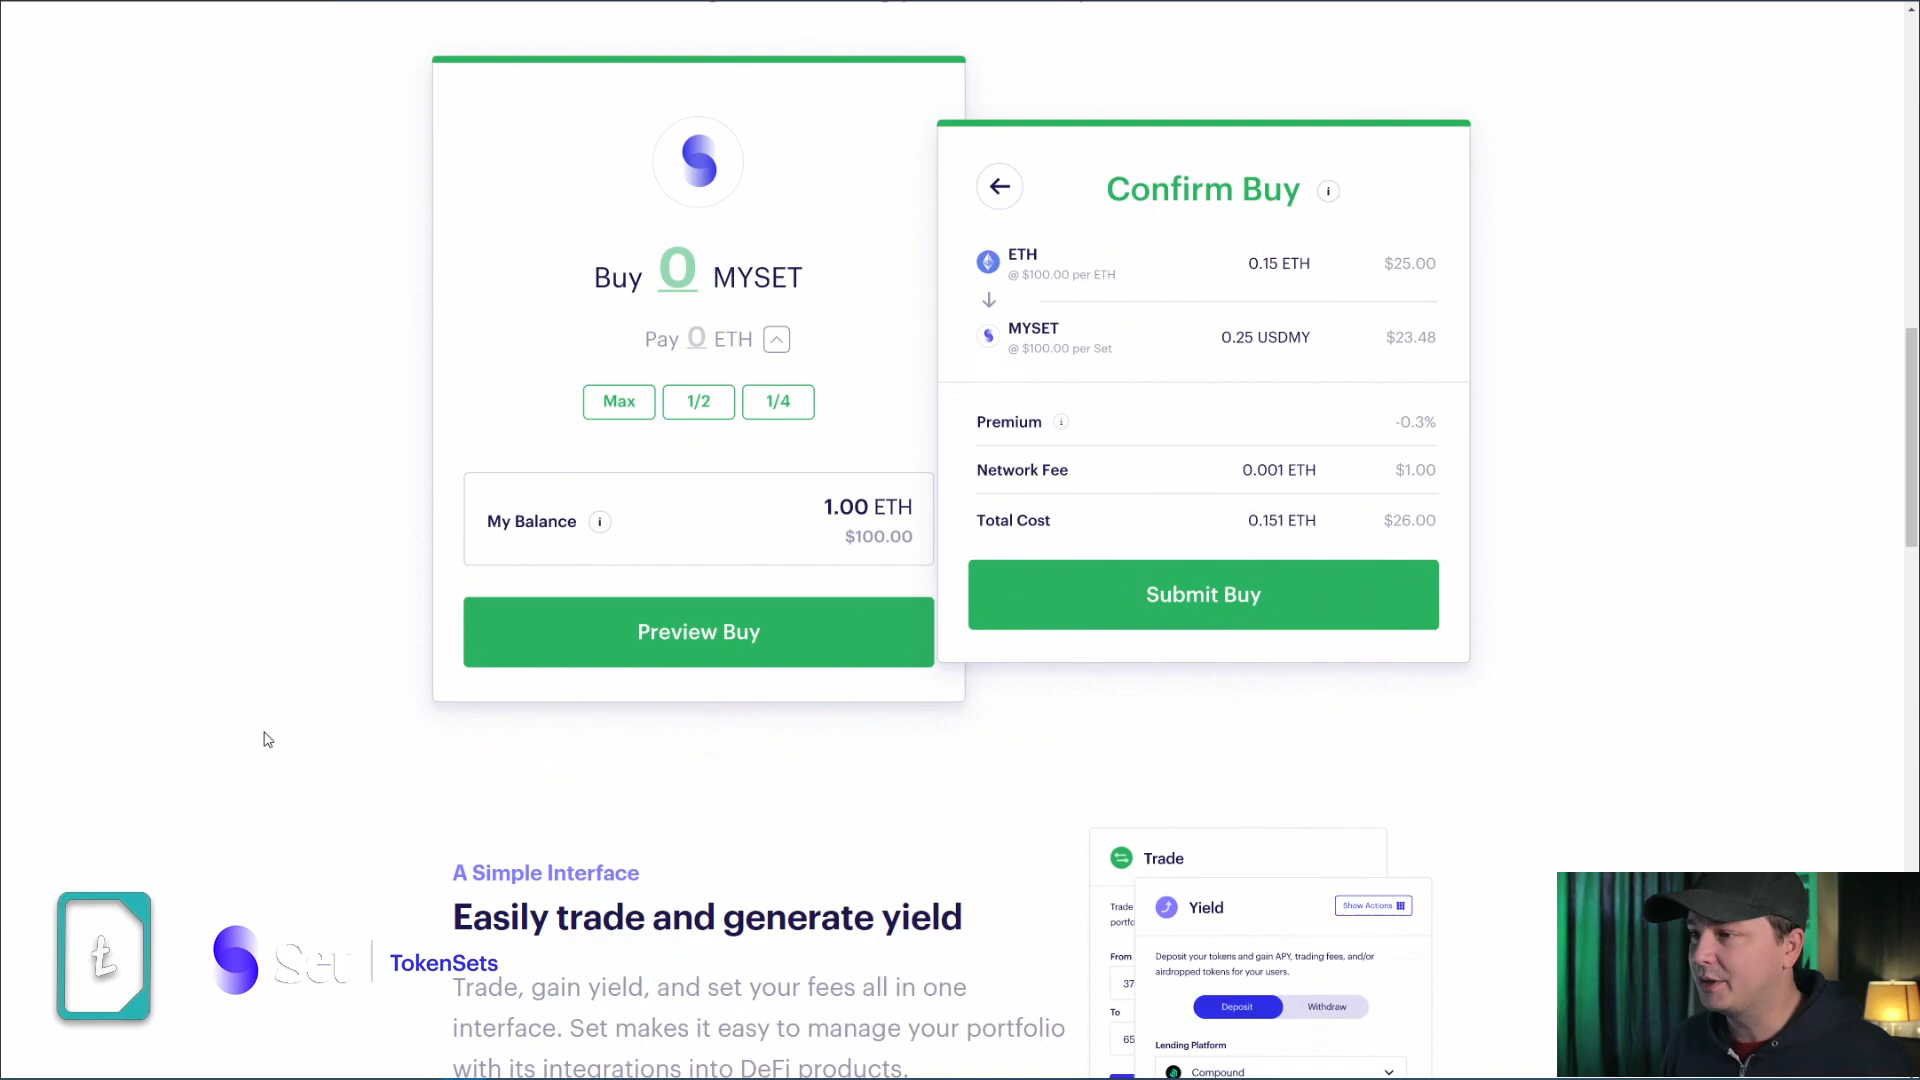 Buy 0 MYSET
Pay 0 ETH
Max 1/2 1/4
My Balance i
1.00 ETH
$100.00
Preview Buy
Confirm Buy i
ETH
@ $100.00 per ETH
0.15 ETH
$25.00
MYSET
@ $100.00 per Set
0.25 USDMY
$23.48
Premium i -0.3%
Network Fee 0.001 ETH $1.00
Total Cost 0.151 ETH $26.00
Submit Buy
A Simple Interface
Easily trade and generate yield
Trade, gain yield, and set your fees all in one
interface. Set makes it easy to manage your portfolio
with its integrations into DeFi products.
Trade
Trade
portfo
From
37
To
65
Yield
Show Actions
Deposit your tokens and gain APY, trading fees, and/or
airdropped tokens for your users.
Deposit Withdraw
Lending Platform
Compound
Set
TokenSets